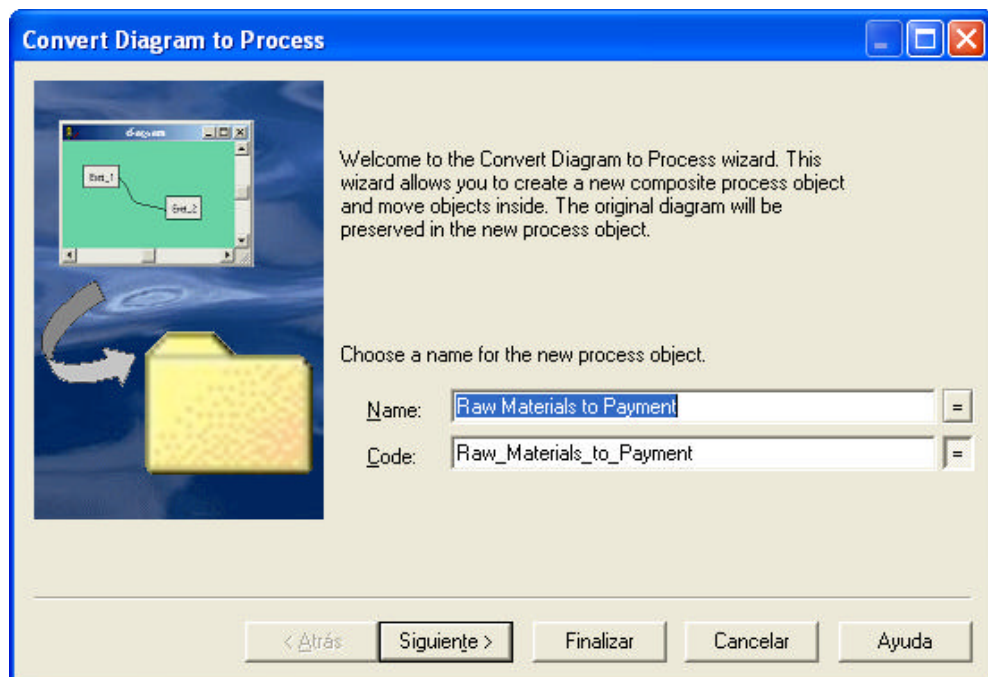 Convert Diagram to Process
diagram
Welcome to the Convert Diagram to Process wizard. This
wizard allows you to create a new composite process object
and move objects inside. The original diagram will be
preserved in the new process object.
Choose a name for the new process object.
Name: Raw Materials to Payment =
Code: Raw_Materials_to_Payment =
< Atrás Siguiente > Finalizar Cancelar Ayuda